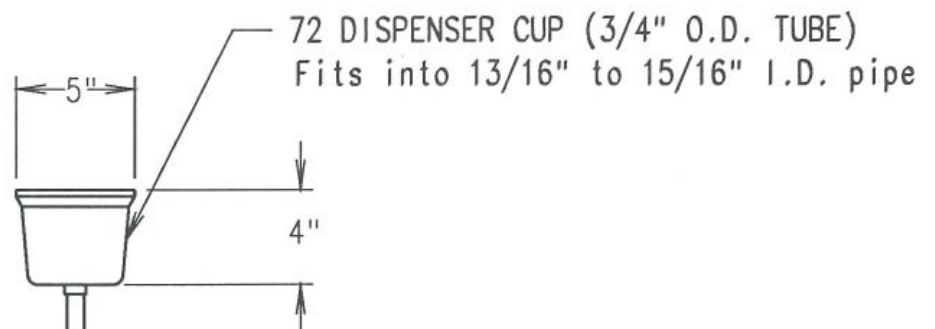 72 DISPENSER CUP (3/4" O.D. TUBE)
Fits into 13/16" to 15/16" I.D. pipe
5"
4"